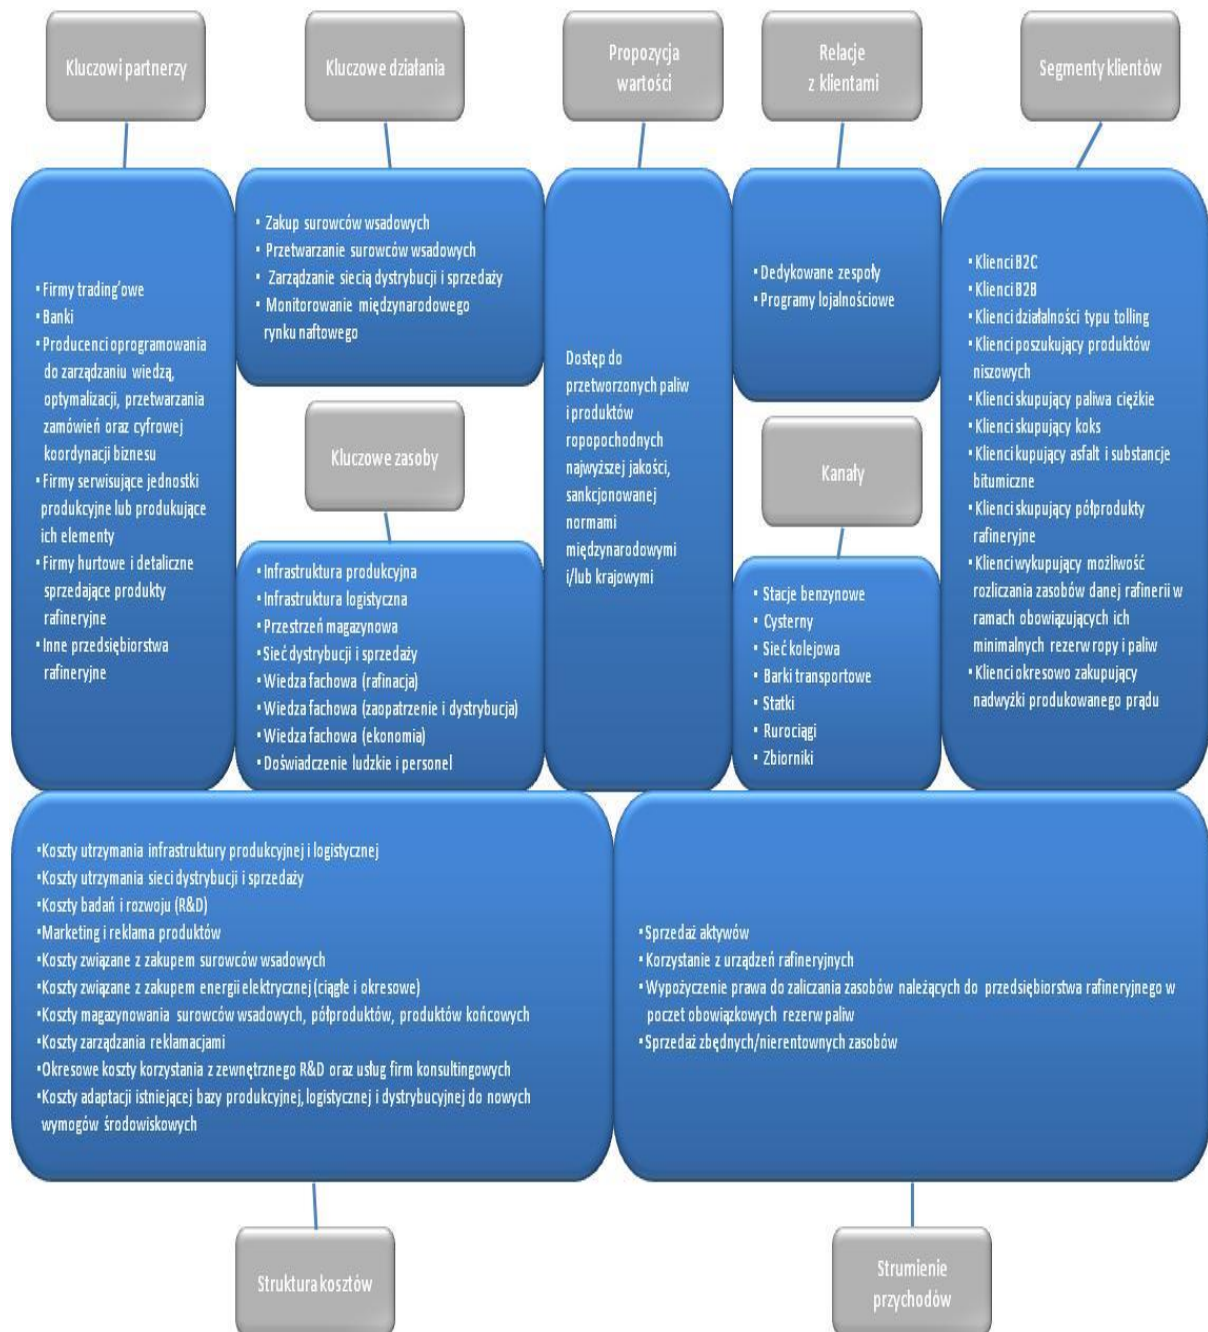 Kluczowi partnerzy
• Firmy trading'owe
• Banki
• Producenci oprogramowania
do zarządzaniu wiedzą,
optymalizacji, przetwarzania
zamówień oraz cyfrowej
koordynacji biznesu
• Firmy serwisujące jednostki
produkcyjne lub produkujące
ich elementy
• Firmy hurtowe i detaliczne
sprzedające produkty
rafineryjne
• Inne przedsiębiorstwa
rafineryjne
Kluczowe działania
• Zakup surowców wsadowych
• Przetwarzanie surowców wsadowych
• Zarządzanie siecią dystrybucji i sprzedaży
• Monitorowanie międzynarodowego
rynku naftowego
Kluczowe zasoby
• Infrastruktura produkcyjna
• Infrastruktura logistyczna
• Przestrzeń magazynowa
• Sieć dystrybucji i sprzedaży
• Wiedza fachowa (rafinacja)
• Wiedza fachowa (zaopatrzenie i dystrybucja)
• Wiedza fachowa (ekonomia)
• Doświadczenie ludzkie i personel
Propozycja
wartości
Dostęp do
przetworzonych paliw
i produktów
ropopochodnych
najwyższej jakości,
sankcjonowanej
normami
międzynarodowymi
i/lub krajowymi
Relacje
z klientami
• Dedykowane zespoły
• Programy lojalnościowe
Kanały
• Stacje benzynowe
• Cysterny
• Sieć kolejowa
• Barki transportowe
• Statki
• Rurociągi
• Zbiorniki
Segmenty klientów
• Klienci B2C
• Klienci B2B
• Klienci działalności typu tolling
• Klienci poszukujący produktów
niszowych
• Klienci skupujący paliwa ciężkie
• Klienci skupujący koks
• Klienci kupujący asfalt i substancje
bitumiczne
• Klienci skupujący półprodukty
rafineryjne
• Klienci wykupujący możliwość
rozliczania zasobów danej rafinerii w
ramach obowiązujących ich
minimalnych rezerw ropy i paliw
• Klienci okresowo zakupujący
nadwyżki produkowanego prądu
• Koszty utrzymania infrastruktury produkcyjnej i logistycznej
• Koszty utrzymania sieci dystrybucji i sprzedaży
• Koszty badań i rozwoju (R&D)
• Marketing i reklama produktów
• Koszty związane z zakupem surowców wsadowych
• Koszty związane z zakupem energii elektrycznej (ciągłe i okresowe)
• Koszty magazynowania surowców wsadowych, półproduktów, produktów końcowych
• Koszty zarządzania reklamacjami
• Okresowe koszty korzystania z zewnętrznego R&D oraz usług firm konsultingowych
• Koszty adaptacji istniejącej bazy produkcyjnej, logistycznej i dystrybucyjnej do nowych
wymogów środowiskowych
Struktura kosztów
• Sprzedaż aktywów
• Korzystanie z urządzeń rafineryjnych
• Wypożyczenie prawa do zaliczania zasobów należących do przedsiębiorstwa rafineryjnego w
poczet obowiązkowych rezerw paliw
• Sprzedaż zbędnych/nierentownych zasobów
Strumienie
przychodów